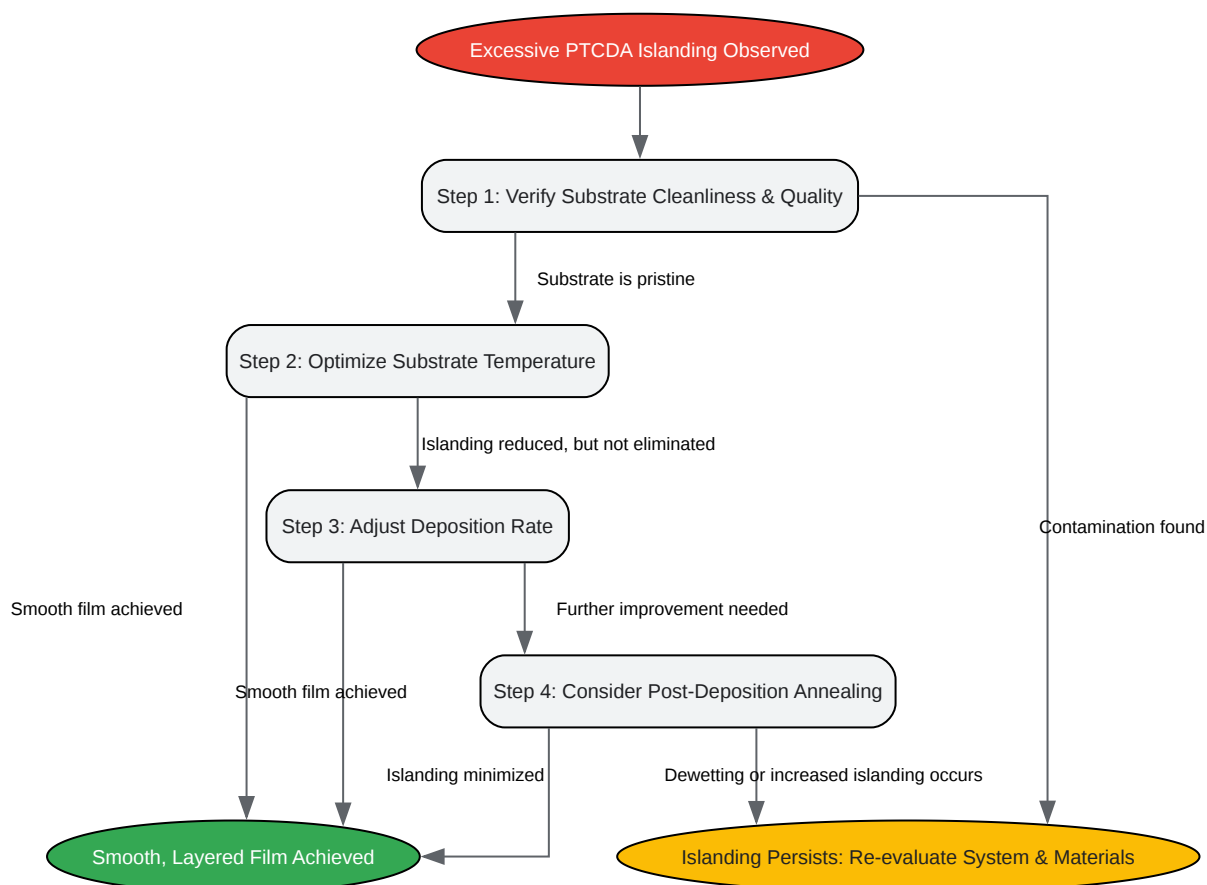 Excessive PTCDA Islanding Observed
Step 1: Verify Substrate Cleanliness & Quality
Substrate is pristine
Step 2: Optimize Substrate Temperature
Islanding reduced, but not eliminated
Step 3: Adjust Deposition Rate
Contamination found
Smooth film achieved
Further improvement needed
Smooth film achieved
Step 4: Consider Post-Deposition Annealing
Islanding minimized
Dewetting or increased islanding occurs
Smooth, Layered Film Achieved
Islanding Persists: Re-evaluate System & Materials